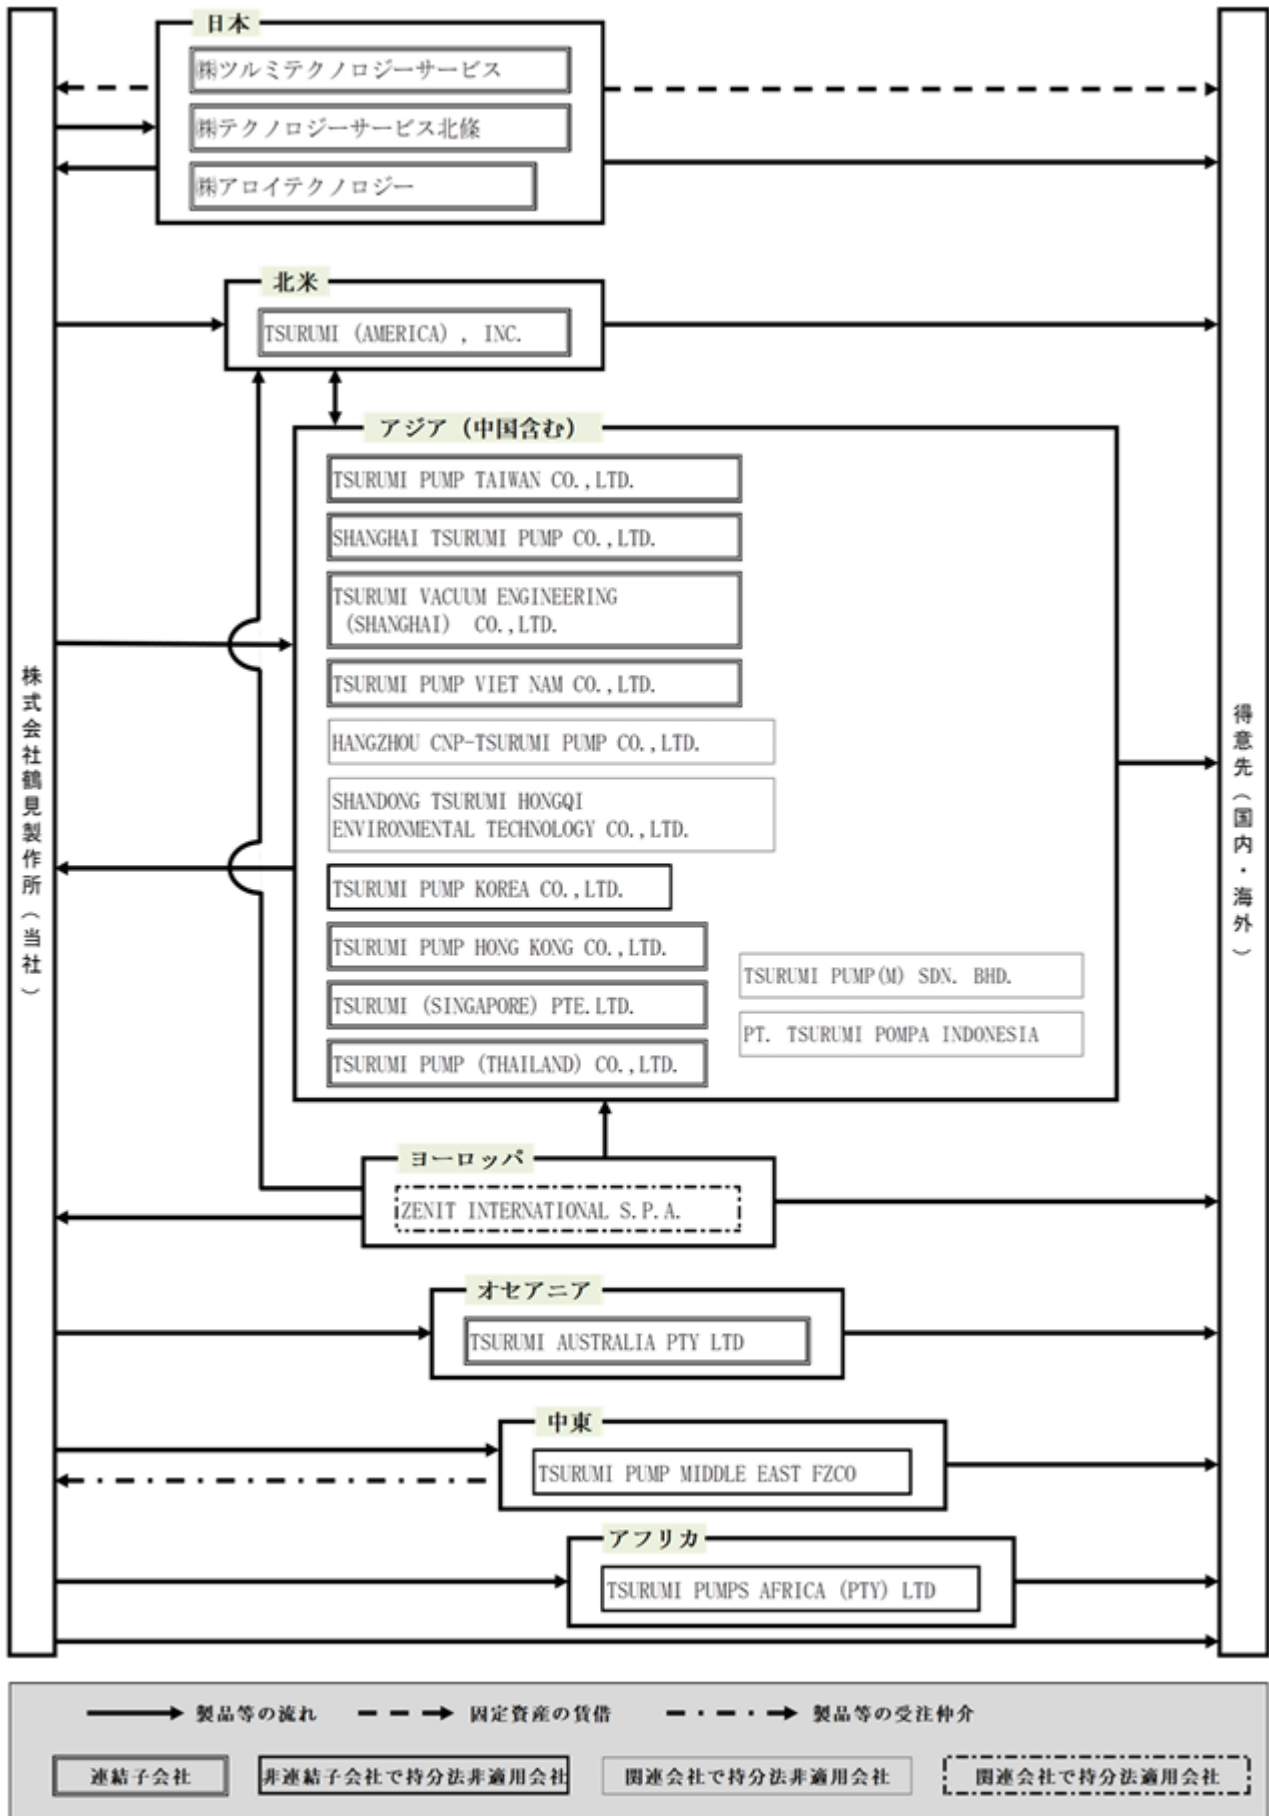 日本
㈱ツルミテクノロジーサービス
㈱テクノロジーサービス北條
㈱アロイテクノロジー
北米
TSURUMI (AMERICA) , INC.
アジア（中国含む）
TSURUMI PUMP TAIWAN CO.,LTD.
SHANGHAI TSURUMI PUMP CO.,LTD.
TSURUMI VACUUM ENGINEERING
(SHANGHAI) CO.,LTD.
TSURUMI PUMP VIET NAM CO.,LTD.
HANGZHOU CNP-TSURUMI PUMP CO.,LTD.
SHANDONG TSURUMI HONGQI
ENVIRONMENTAL TECHNOLOGY CO.,LTD.
TSURUMI PUMP KOREA CO.,LTD.
TSURUMI PUMP HONG KONG CO.,LTD.
TSURUMI (SINGAPORE) PTE.LTD.
TSURUMI PUMP (THAILAND) CO.,LTD.
TSURUMI PUMP(M) SDN. BHD.
PT. TSURUMI POMPA INDONESIA
ヨーロッパ
ZENIT INTERNATIONAL S.P.A.
オセアニア
TSURUMI AUSTRALIA PTY LTD
中東
TSURUMI PUMP MIDDLE EAST FZCO
アフリカ
TSURUMI PUMPS AFRICA (PTY) LTD
株式会社鶴見製作所（当社）
得意先（国内・海外）
製品等の流れ
固定資産の賃借
製品等の受注仲介
連結子会社
非連結子会社で持分法非適用会社
関連会社で持分法非適用会社
関連会社で持分法適用会社